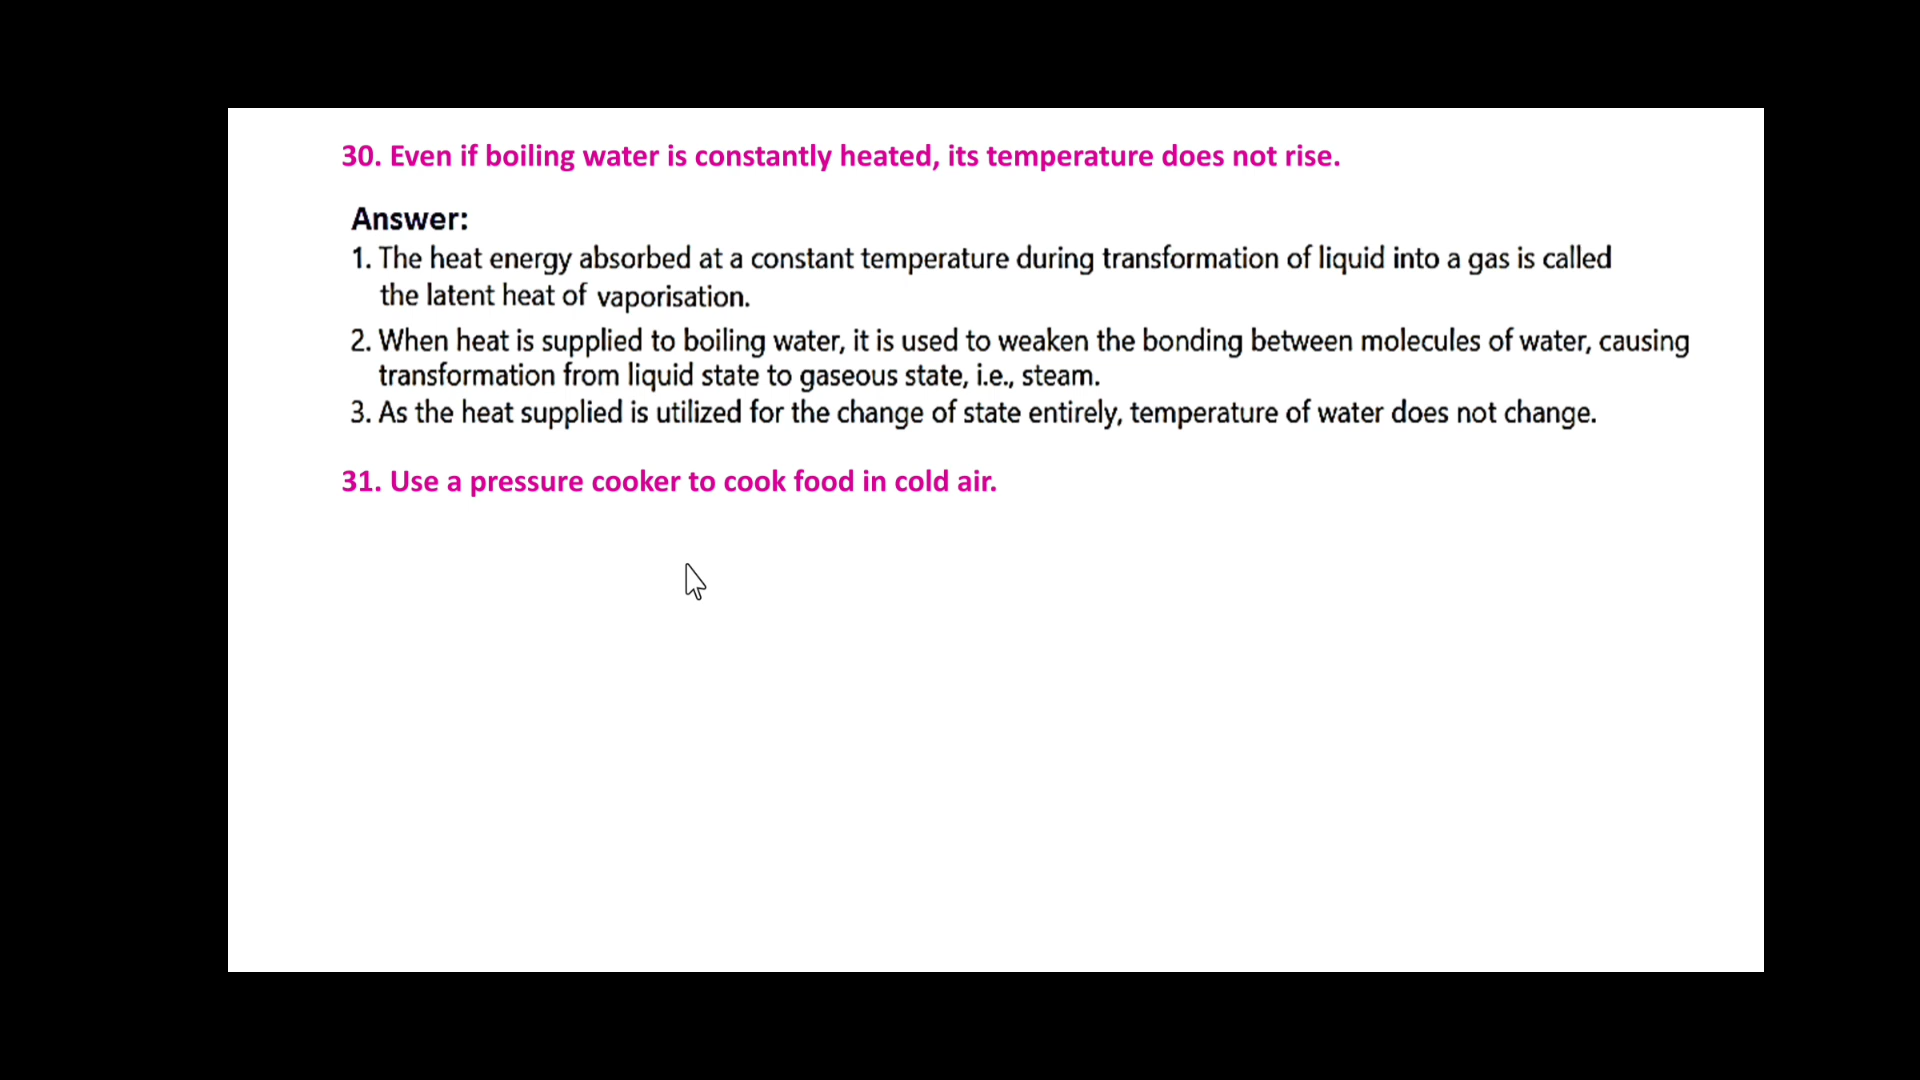 30. Even if boiling water is constantly heated, its temperature does not rise.
Answer:
1. The heat energy absorbed at a constant temperature during transformation of liquid into a gas is called
the latent heat of vaporisation.
2. When heat is supplied to boiling water, it is used to weaken the bonding between molecules of water, causing
transformation from liquid state to gaseous state, i.e., steam.
3. As the heat supplied is utilized for the change of state entirely, temperature of water does not change.
31. Use a pressure cooker to cook food in cold air.